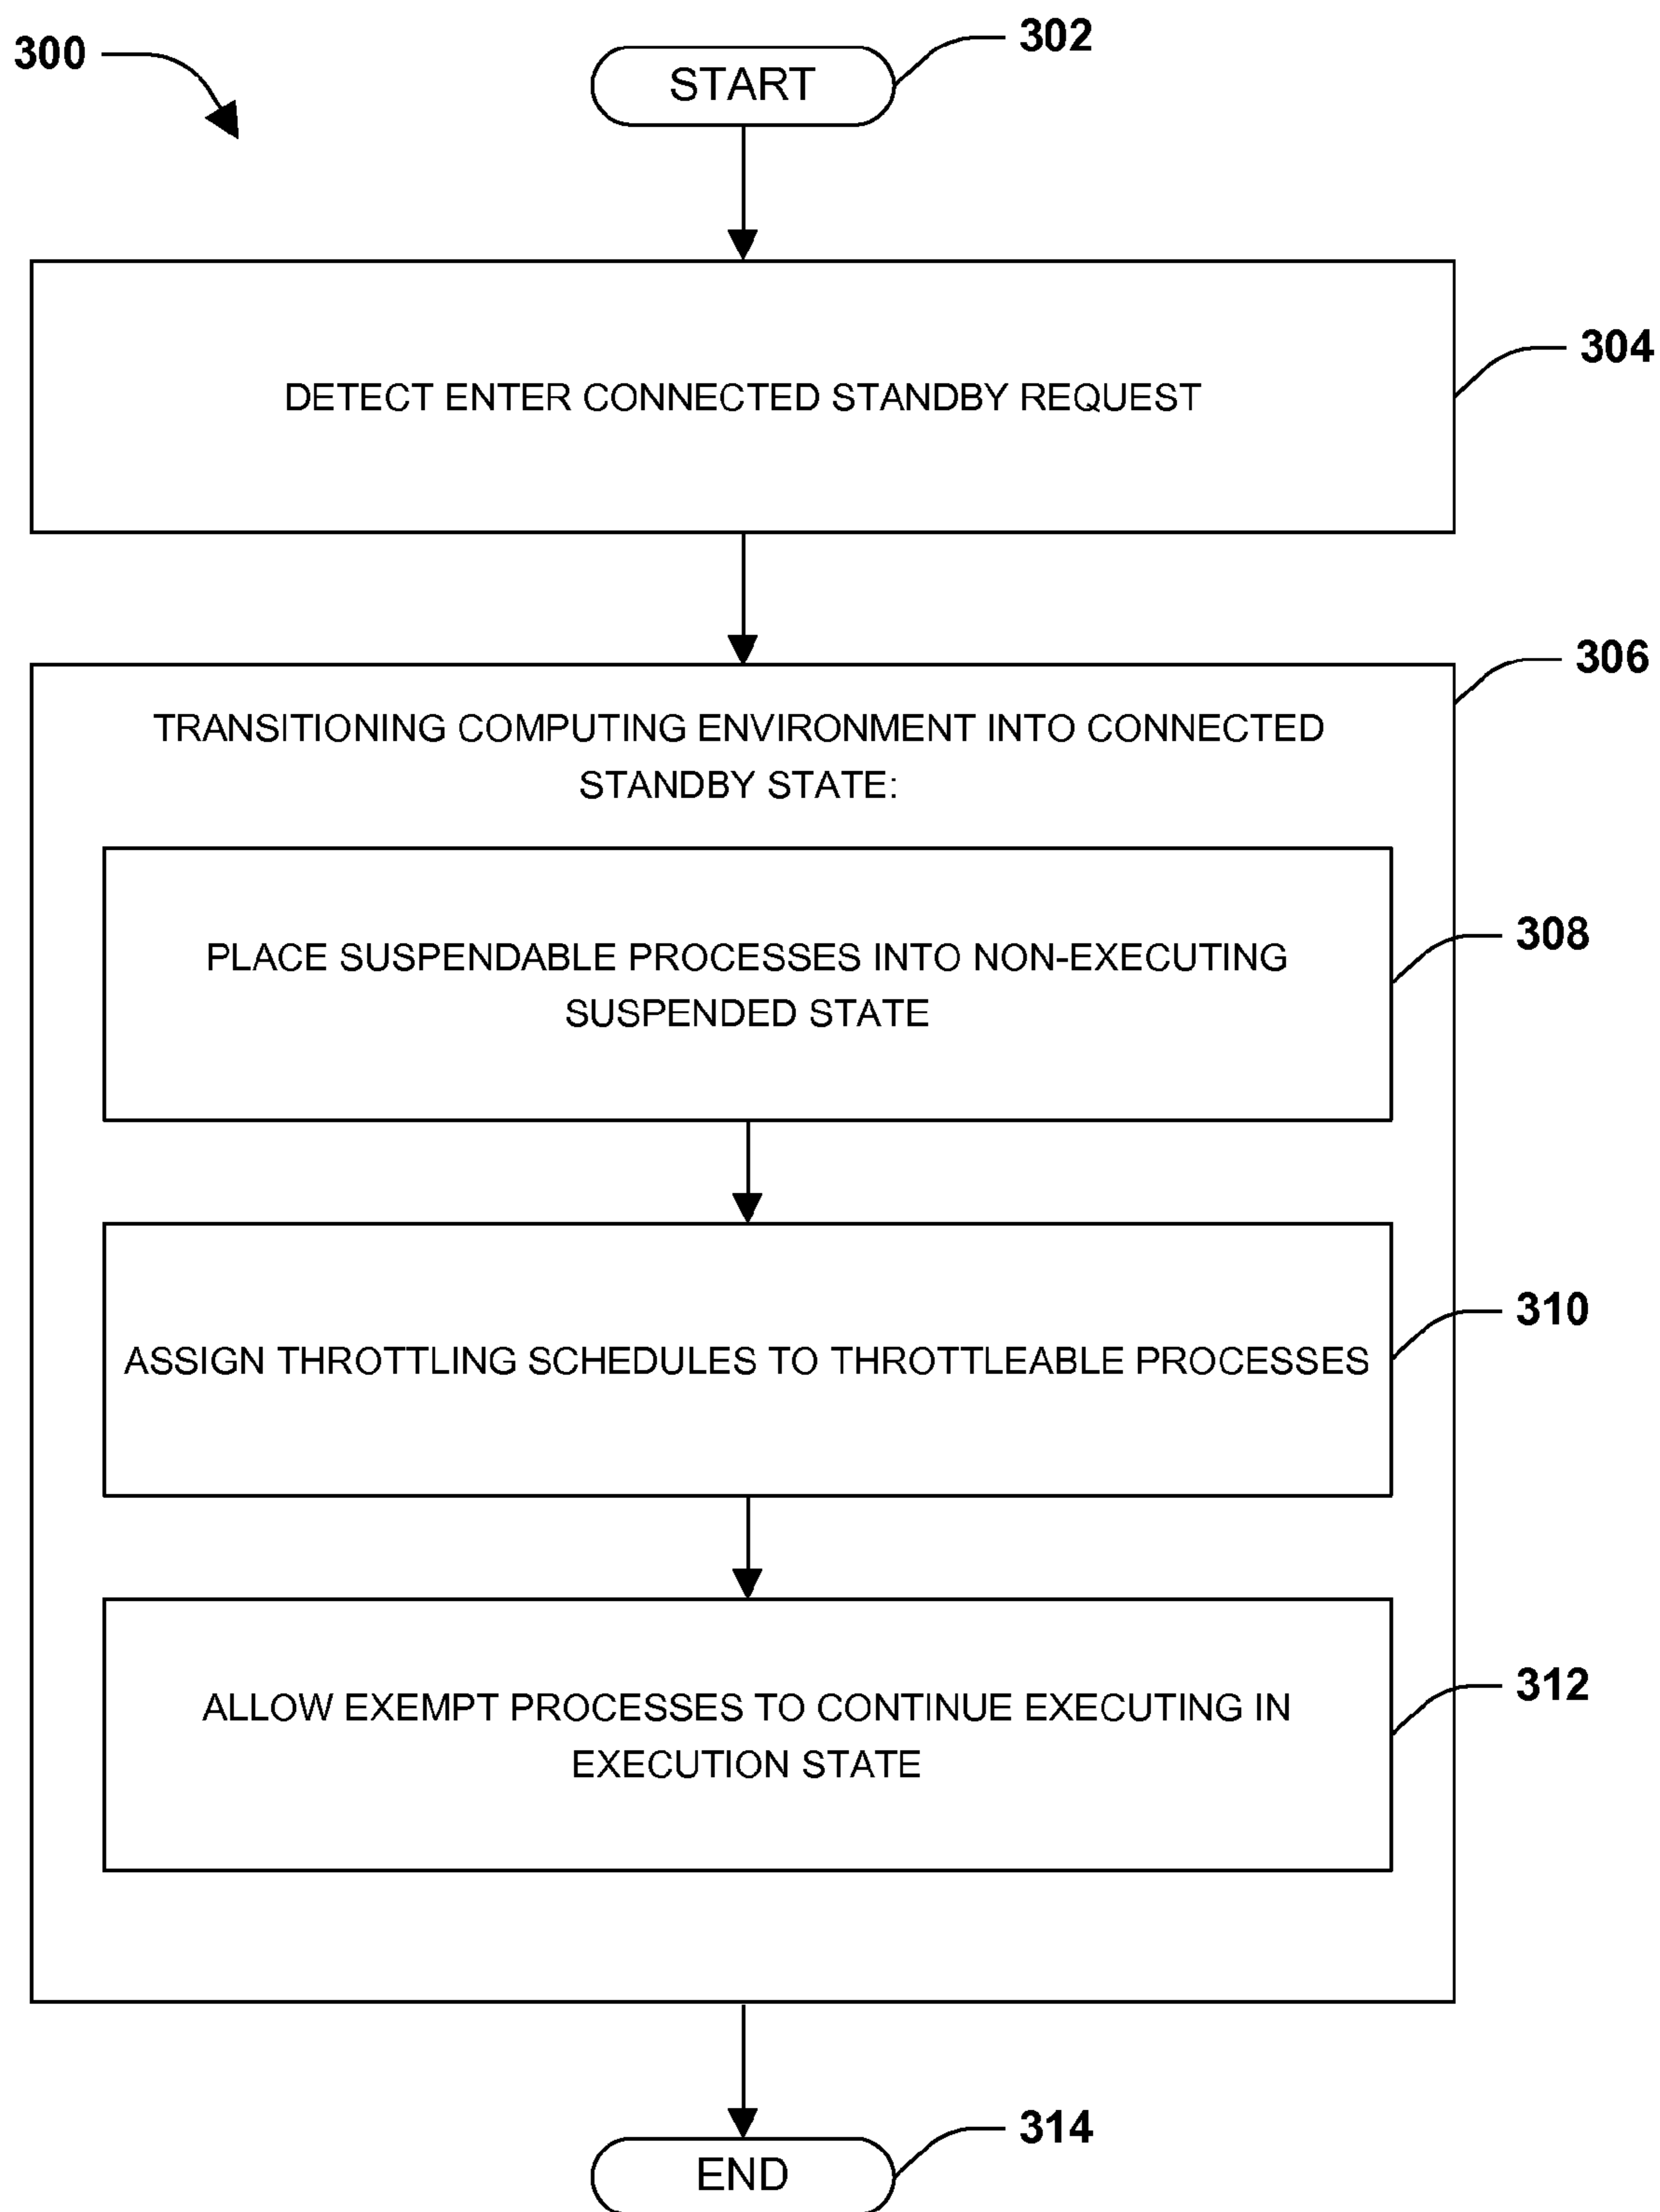 300
START
302
DETECT ENTER CONNECTED STANDBY REQUEST
304
306
TRANSITIONING COMPUTING ENVIRONMENT INTO CONNECTED
STANDBY STATE:
PLACE SUSPENDABLE PROCESSES INTO NON-EXECUTING
SUSPENDED STATE
308
ASSIGN THROTTLING SCHEDULES TO THROTTLEABLE PROCESSES
310
ALLOW EXEMPT PROCESSES TO CONTINUE EXECUTING IN
EXECUTION STATE
312
END
314